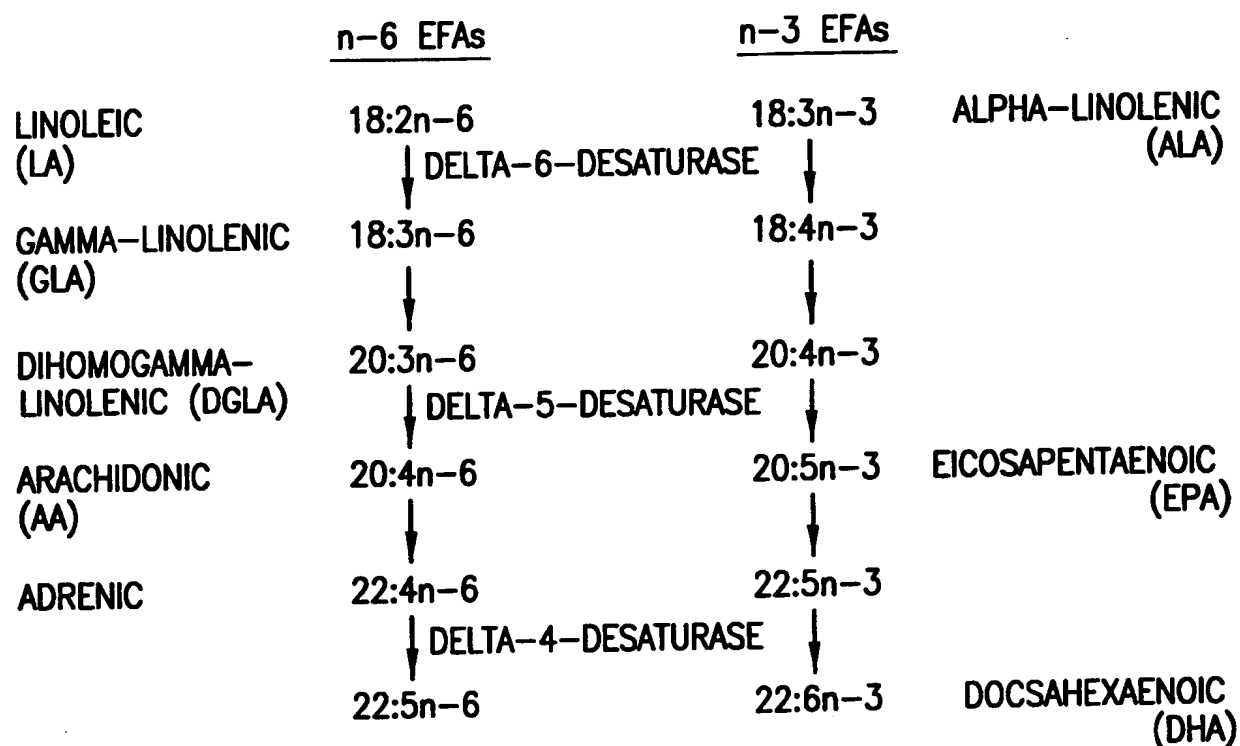 n-6 EFAs n-3 EFAs
LINOLEIC 18:2n-6 18:3n-3 ALPHA-LINOLENIC
(LA) DELTA-6-DESATURASE (ALA)
GAMMA-LINOLENIC 18:3n-6 18:4n-3
(GLA)
DIHOMOGAMMA- 20:3n-6 20:4n-3
LINOLENIC (DGLA) DELTA-5-DESATURASE
ARACHIDONIC 20:4n-6 20:5n-3 EICOSAPENTAENOIC
(AA) (EPA)
ADRENIC 22:4n-6 22:5n-3
DELTA-4-DESATURASE
22:5n-6 22:6n-3 DOCSAHEXAENOIC
(DHA)